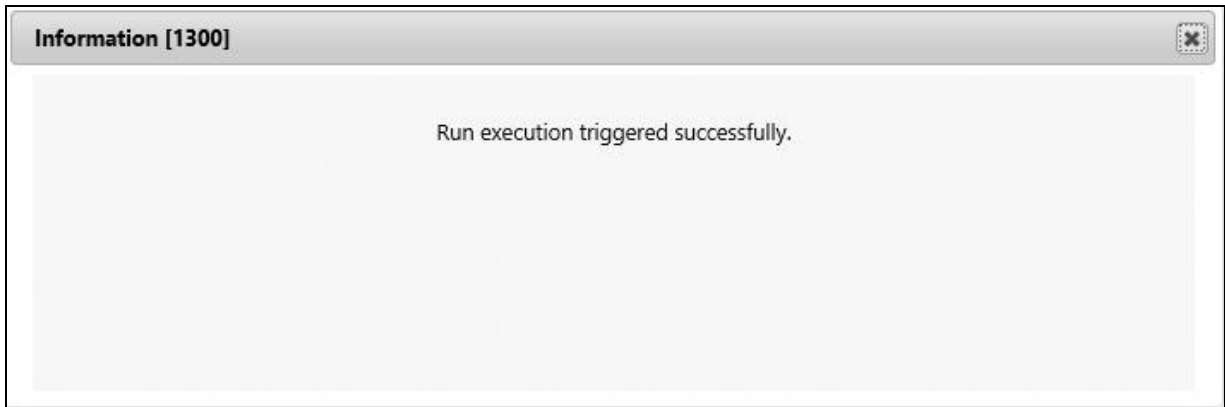 Information [1300]
Run execution triggered successfully.